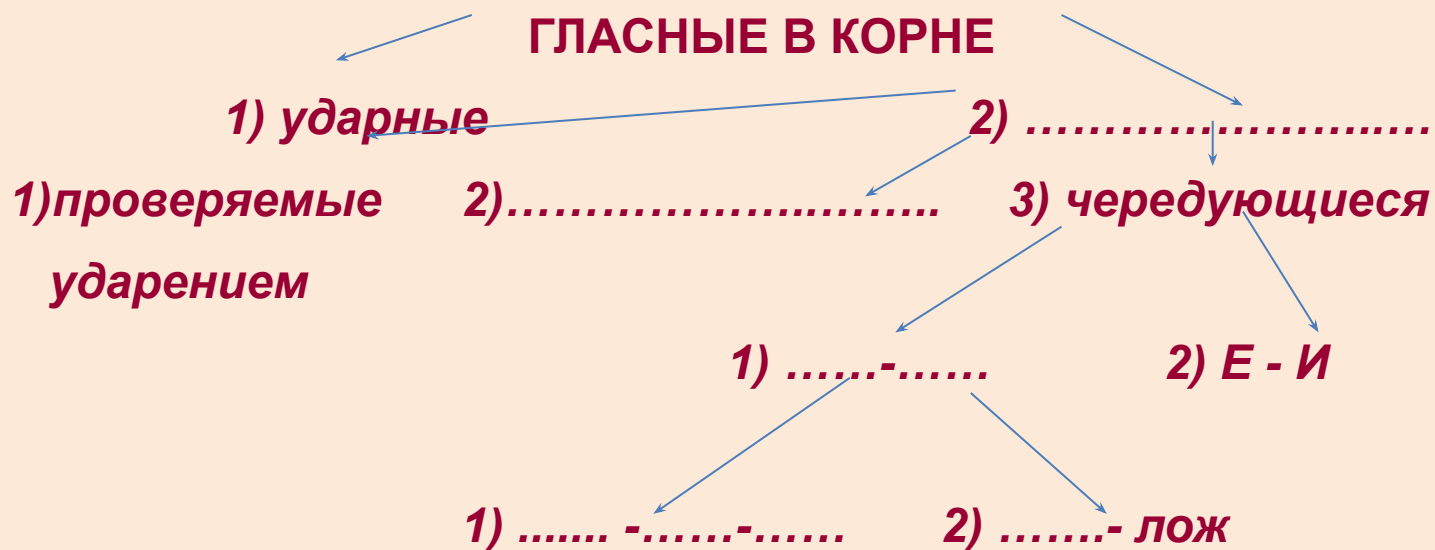 ГЛАСНЫЕ В КОРНЕ
1) ударные 2) …………………..…
1)проверяемые 2)………………..…….. 3) чередующиеся
ударением
1) ……-…… 2) Е - И
1) ....... -……-…… 2) …….- лож